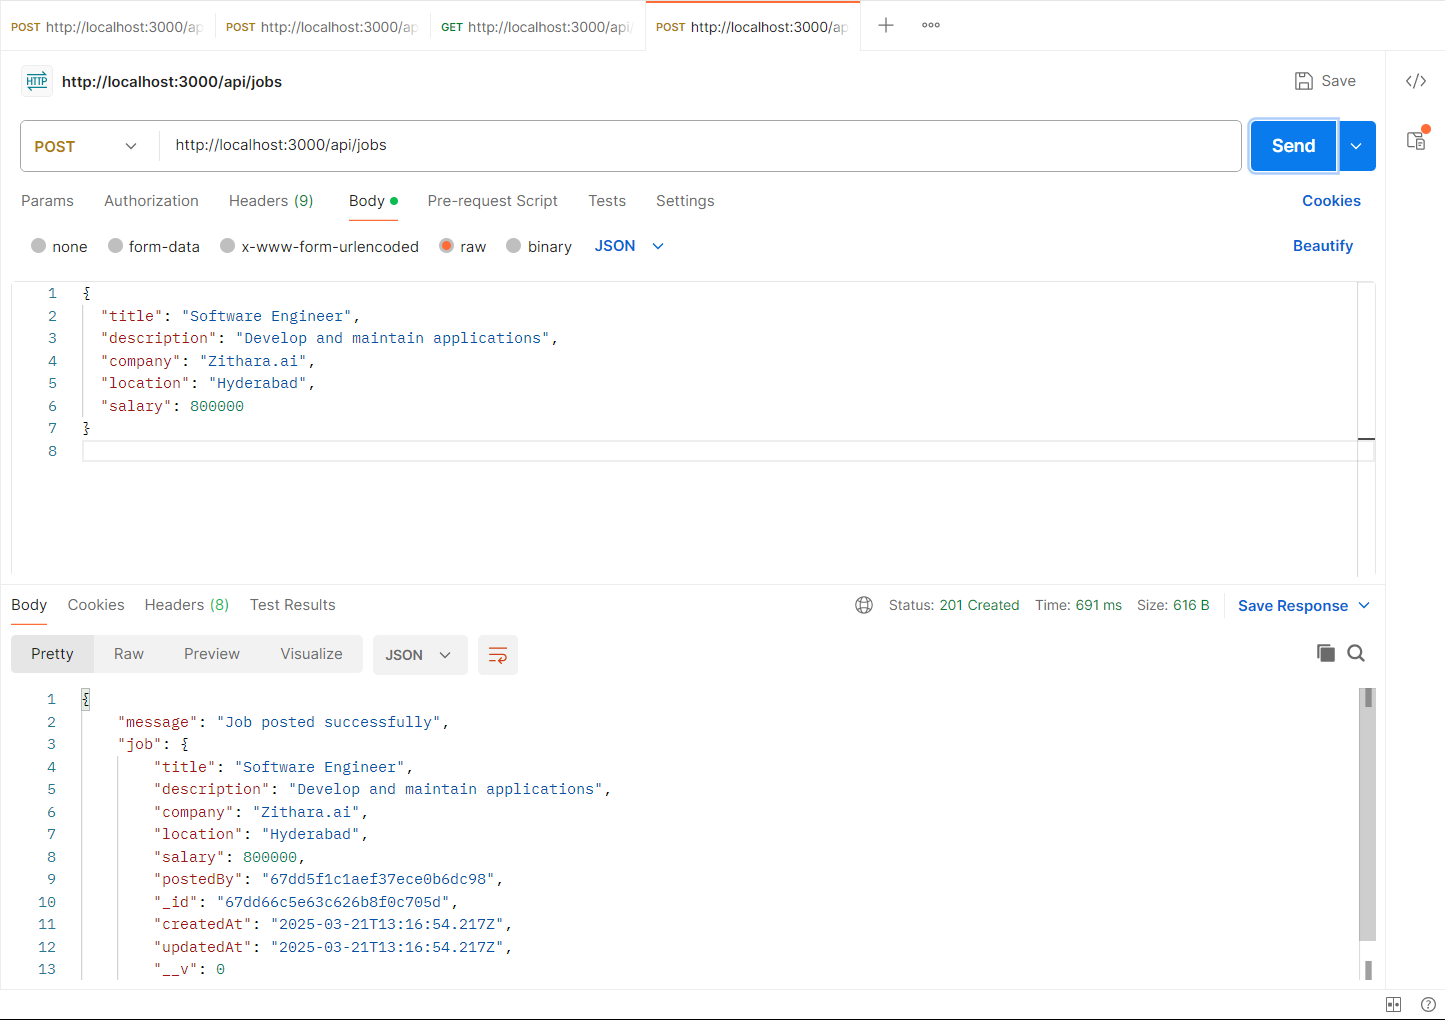 POST http://localhost:3000/ap POST http://localhost:3000/ap GET http://localhost:3000/api/ POST http://localhost:3000/ap
HTTP http://localhost:3000/api/jobs Save
POST http://localhost:3000/api/jobs Send
Params Authorization Headers (9) Body Pre-request Script Tests Settings Cookies
none form-data x-www-form-urlencoded raw binary JSON Beautify
1 {
2 "title": "Software Engineer",
3 "description": "Develop and maintain applications",
4 "company": "Zithara.ai",
5 "location": "Hyderabad",
6 "salary": 800000
7 }
8
Body Cookies Headers (8) Test Results Status: 201 Created Time: 691 ms Size: 616 B Save Response
Pretty Raw Preview Visualize JSON
1 {
2 "message": "Job posted successfully",
3 "job": {
4 "title": "Software Engineer",
5 "description": "Develop and maintain applications",
6 "company": "Zithara.ai",
7 "location": "Hyderabad",
8 "salary": 800000,
9 "postedBy": "67dd5f1c1aef37ece0b6dc98",
10 "_id": "67dd66c5e63c626b8f0c705d",
11 "createdAt": "2025-03-21T13:16:54.217Z",
12 "updatedAt": "2025-03-21T13:16:54.217Z",
13 "__v": 0